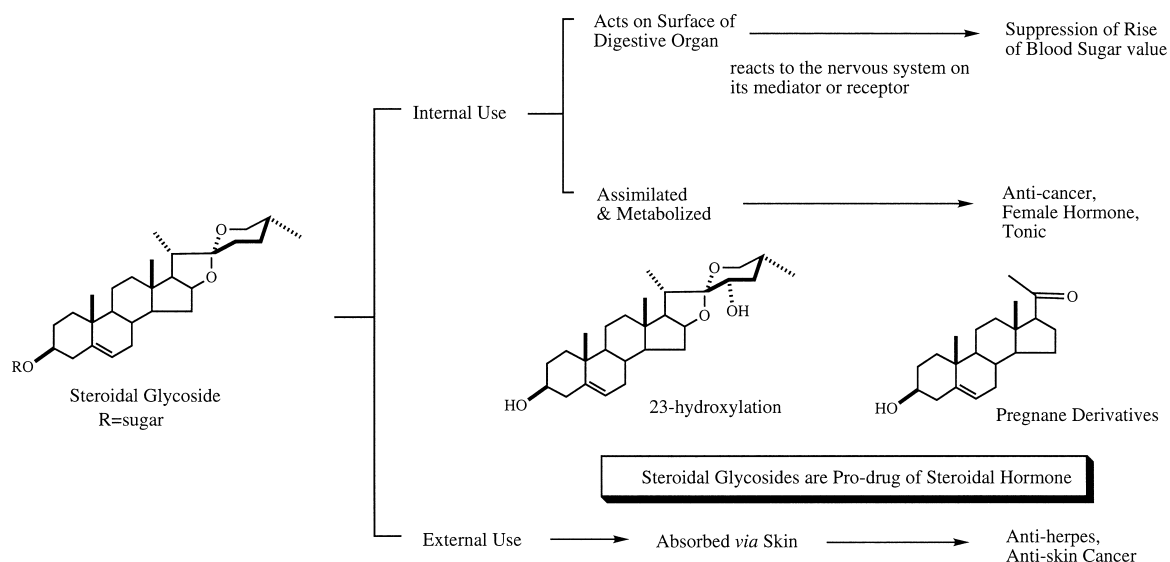 Acts on Surface of
Digestive Organ
Suppression of Rise
of Blood Sugar value
reacts to the nervous system on
its mediator or receptor
Internal Use
Assimilated
& Metabolized
Anti-cancer,
Female Hormone,
Tonic
O
O
RO
Steroidal Glycoside
R=sugar
O
O
OH
HO
23-hydroxylation
O
HO
Pregnane Derivatives
Steroidal Glycosides are Pro-drug of Steroidal Hormone
External Use
Absorbed via Skin
Anti-herpes,
Anti-skin Cancer